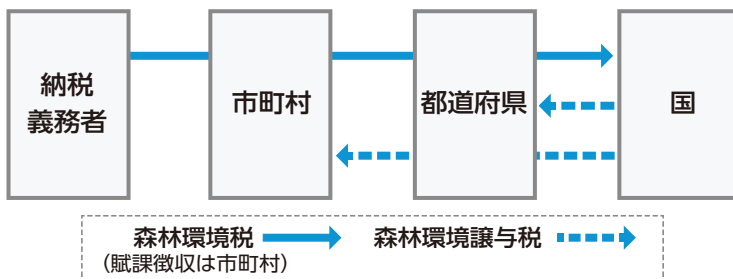 納税
義務者
市町村
都道府県
国
森林環境税
森林環境譲与税
(賦課徴収は市町村)